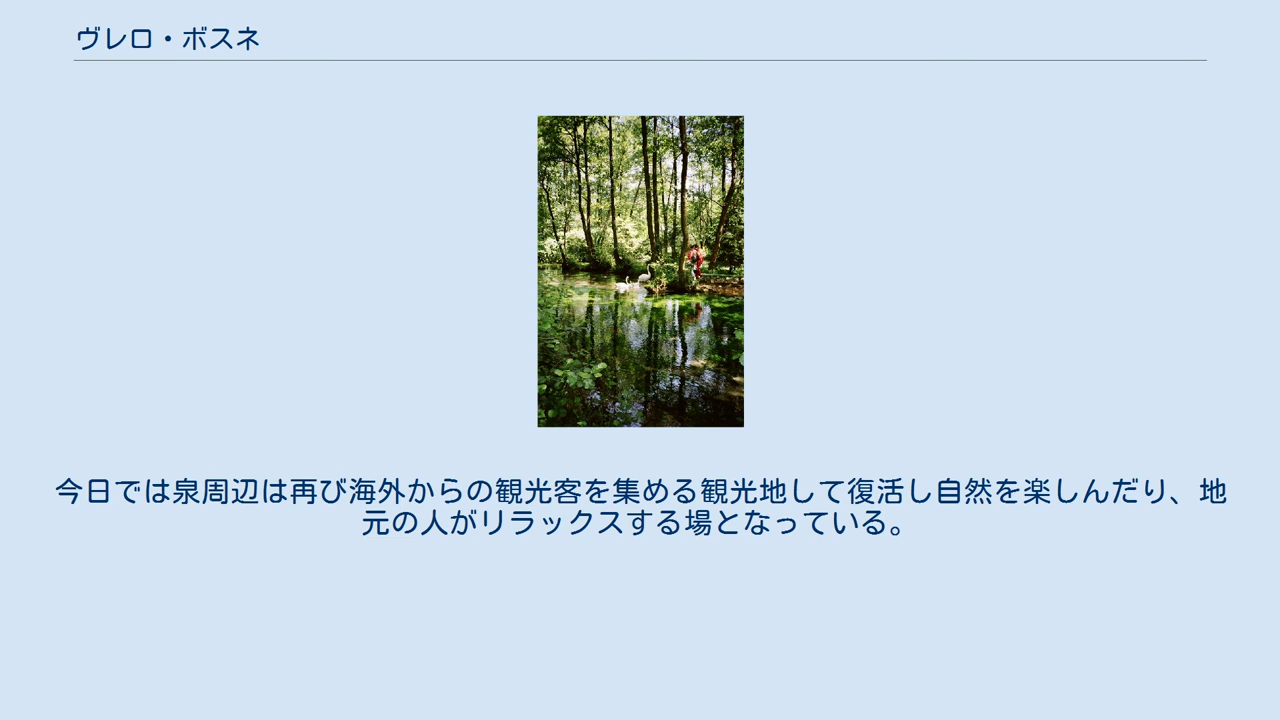 ヴレロ・ボスネ
今日では泉周辺は再び海外からの観光客を集める観光地して復活し自然を楽しんだり、地
元の人がリラックスする場となっている。